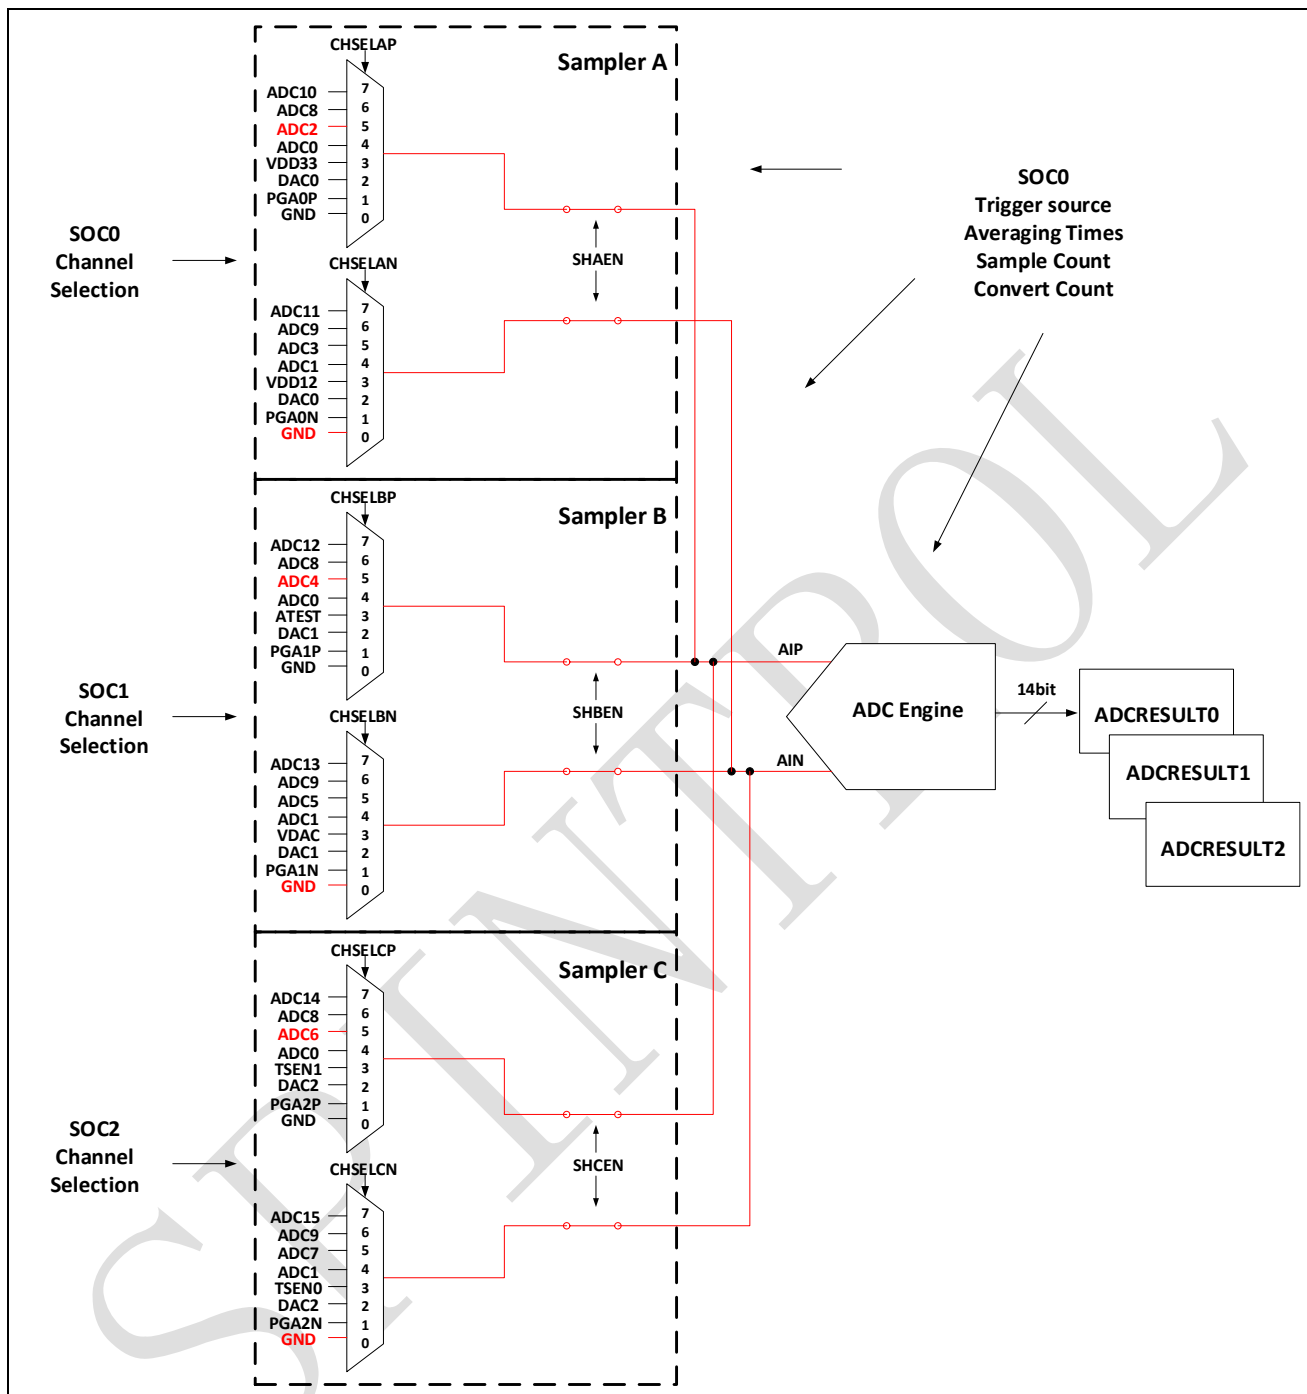 CHSELAP
Sampler A
ADC10
7
ADC8
6
ADC2
5
ADC0
4
VDD33
3
DAC0
2
PGA0P
1
GND
0
SOC0
Channel
Selection
SHAEN
SOC0
Trigger source
Averaging Times
Sample Count
Convert Count
CHSELAN
ADC11
7
ADC9
6
ADC3
5
ADC1
4
VDD12
3
DAC0
2
PGA0N
1
GND
0
CHSELBP
Sampler B
ADC12
7
ADC8
6
ADC4
5
ADC0
4
ATEST
3
DAC1
2
PGA1P
1
GND
0
SOC1
Channel
Selection
SHBEN
CHSELBN
ADC13
7
ADC9
6
ADC5
5
ADC1
4
VDAC
3
DAC1
2
PGA1N
1
GND
0
AIP
AIN
ADC Engine
14bit
ADCRESULT0
ADCRESULT1
ADCRESULT2
CHSELCP
Sampler C
ADC14
7
ADC8
6
ADC6
5
ADC0
4
TSEN1
3
DAC2
2
PGA2P
1
GND
0
SOC2
Channel
Selection
SHCEN
CHSELCN
ADC15
7
ADC9
6
ADC7
5
ADC1
4
TSEN0
3
DAC2
2
PGA2N
1
GND
0
SPINTROL